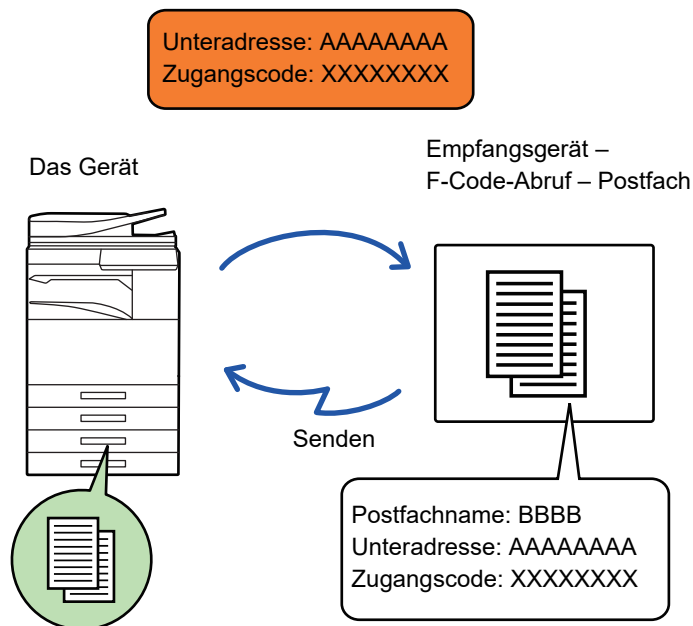 Unteradresse: AAAAAAAA
Zugangscode: XXXXXXXX
Das Gerät
Empfangsgerät –
F-Code-Abruf – Postfach
Senden
Postfachname: BBBB
Unteradresse: AAAAAAAA
Zugangscode: XXXXXXXX